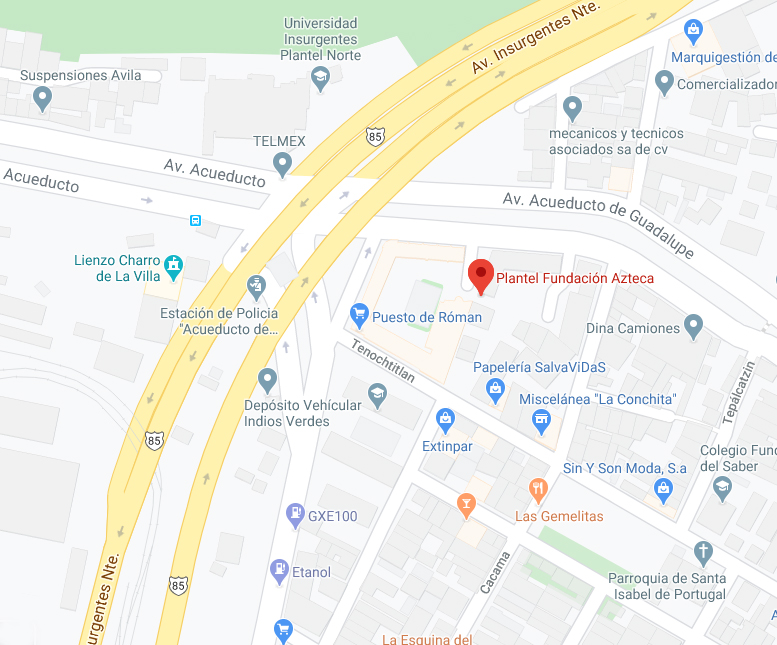 Av. Insurgentes Nte.
Universidad
Insurgentes
Plantel Norte
Marquigestión de
Suspensiones Avila
Comercializador
85
mecanicos y tecnicos
asociados sa de cv
TELMEX
Av. Acueducto
Acueducto
Av. Acueducto de Guadalupe
Lienzo Charro
de La Villa
Plantel Fundación Azteca
Estación de Policia
"Acueducto de...
Puesto de Róman
Dina Camiones
Tenochtitlan
Papelería SalvaViDaS
Tepalcatzin
Miscelánea "La Conchita"
Depósito Vehícular
Indios Verdes
85
Extinpar
Colegio Fun
del Saber
Sin Y Son Moda, S.a
GXE100
Las Gemelitas
Etanol
Cacama
85
urgentes Nte.
Parroquia de Santa
Isabel de Portugal
La Esquina del